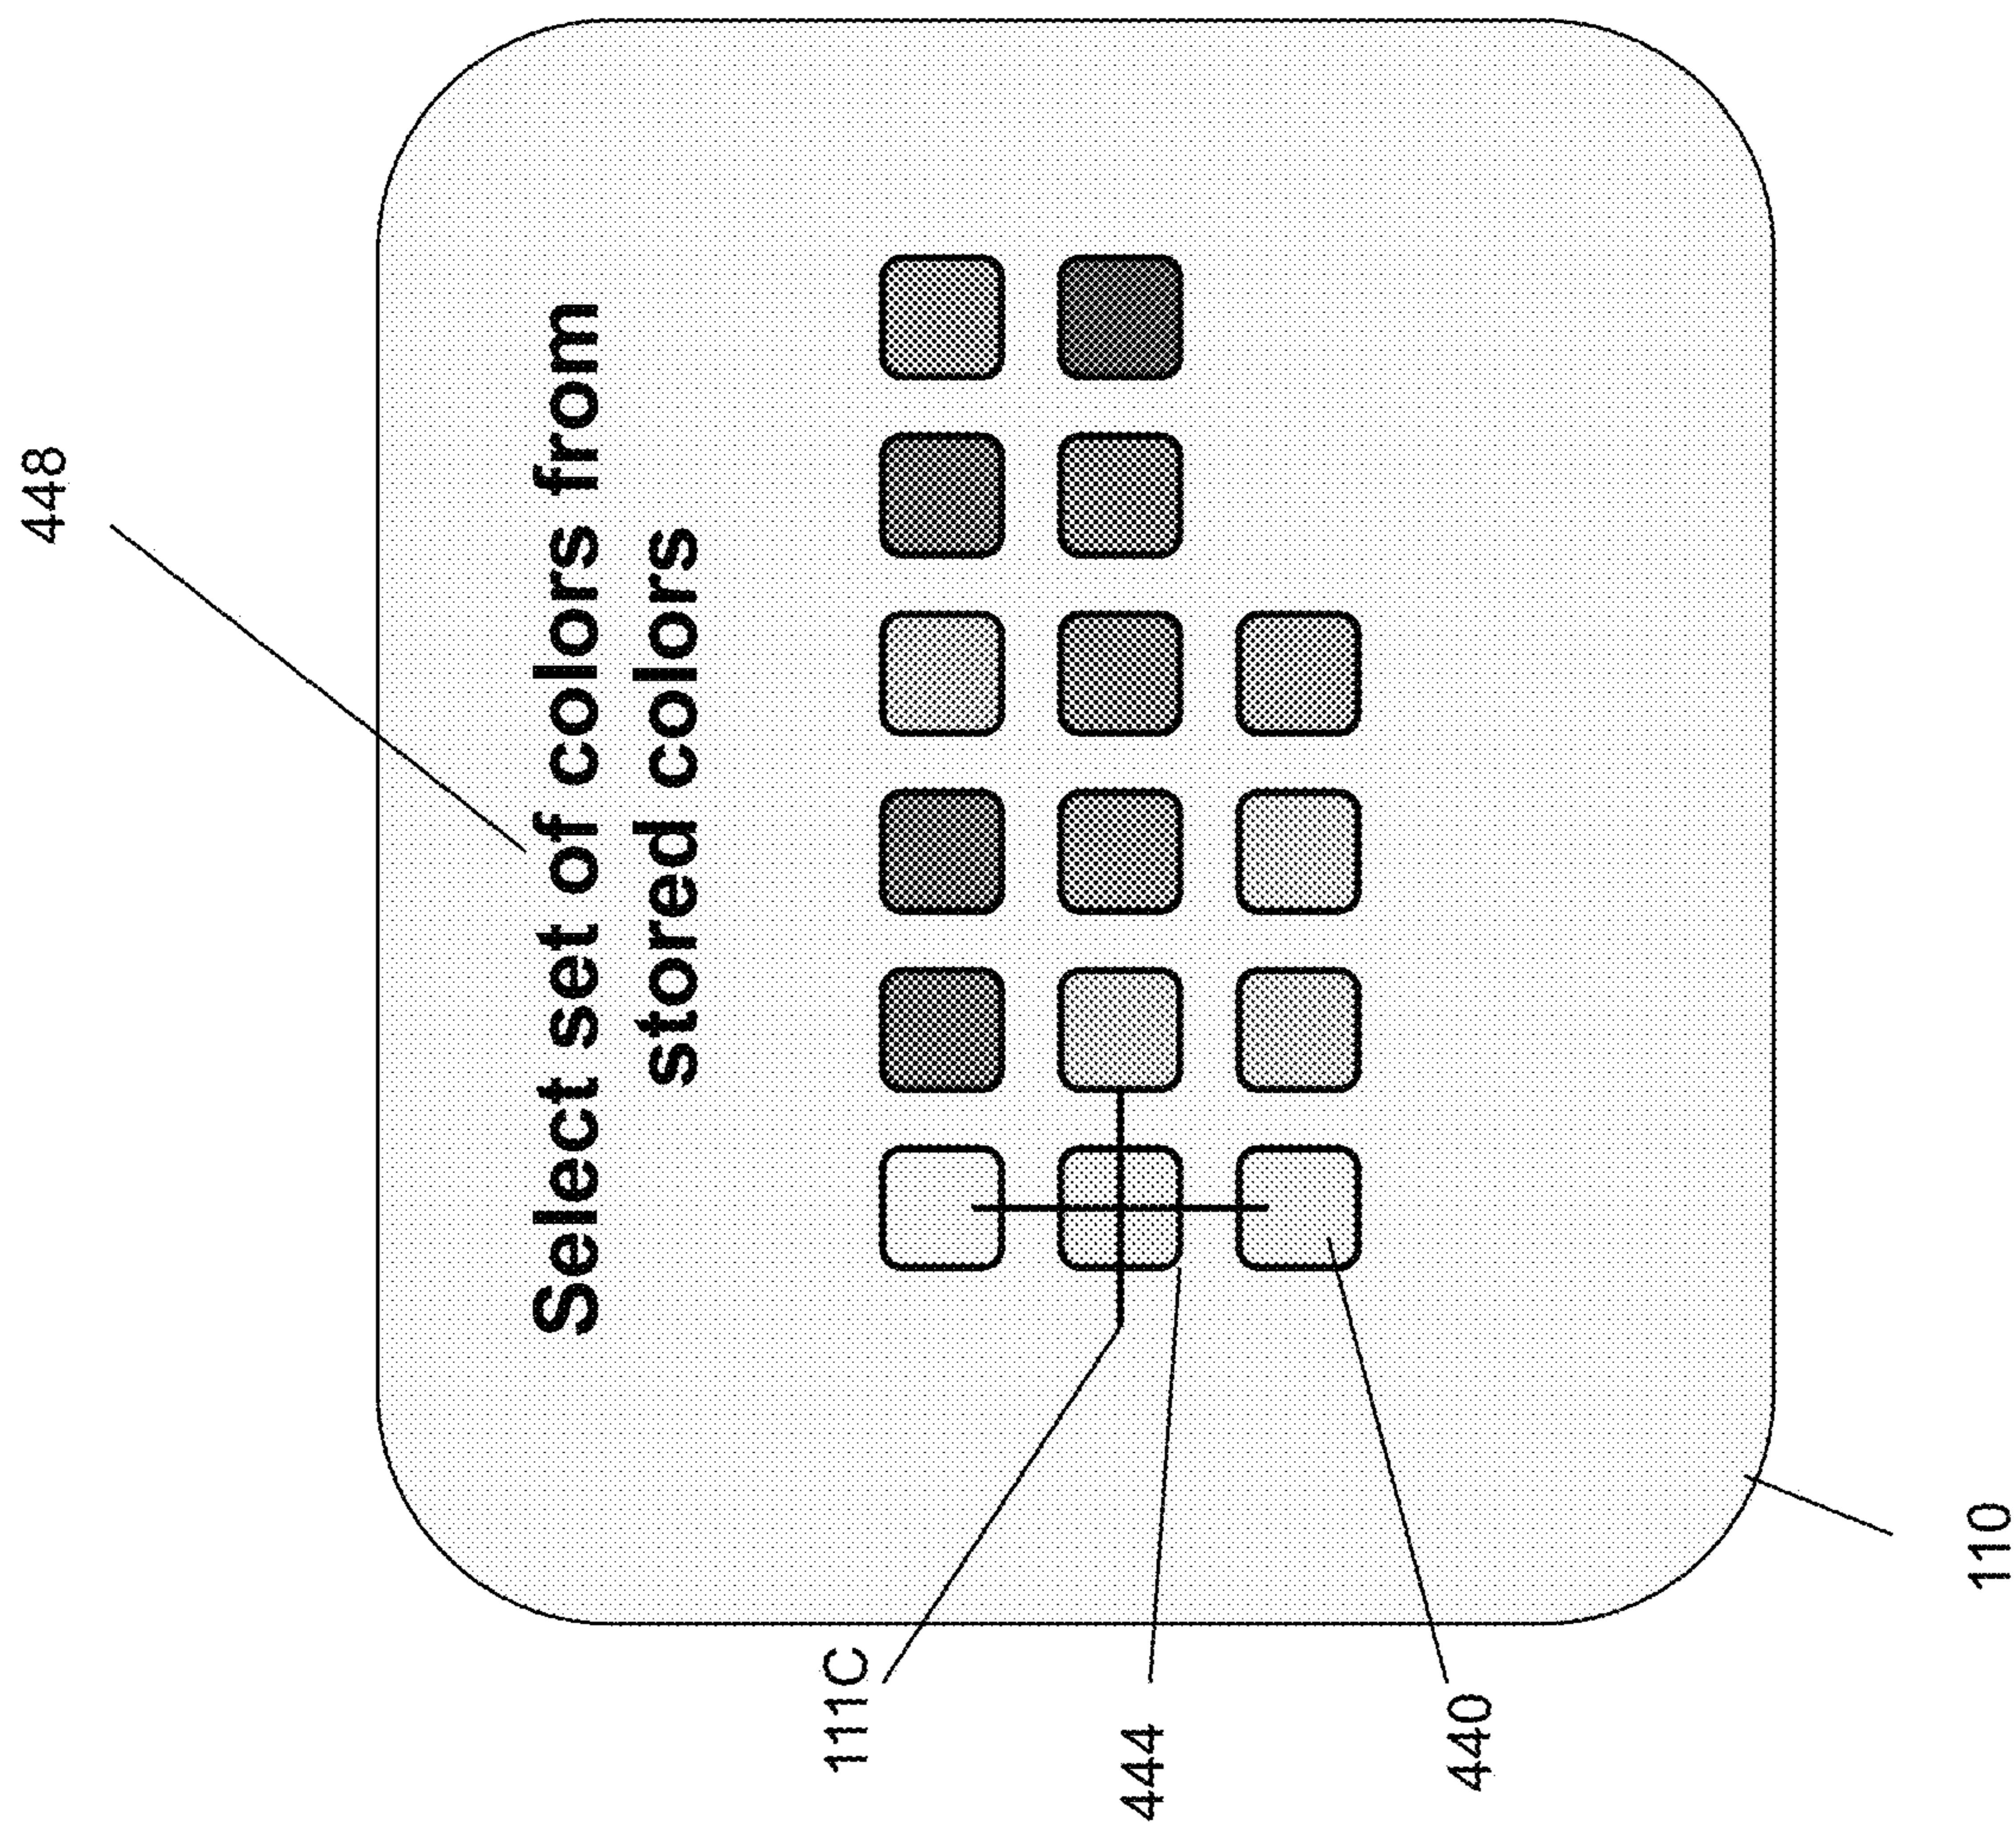 448
Select set of colors from
stored colors
111C
444
440
110